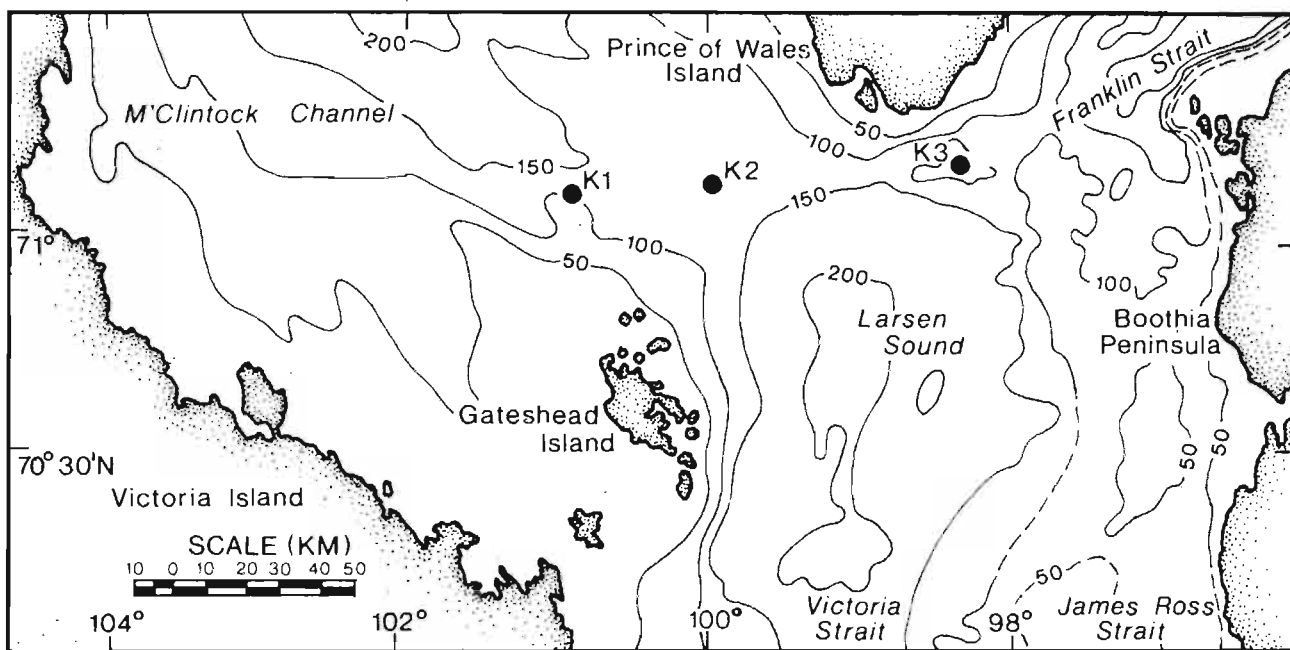 200
Prince of Wales
Island
Franklin Strait
M'Clintock Channel
50
100
150
K1
K2
K3
150
71°
100
50
200
100
Larsen
Sound
Boothia
Peninsula
Gateshead
Island
50
50
70°30'N
Victoria Island
SCALE (KM)
10 0 10 20 30 40 50
50
104°
102°
100°
98°
Victoria
Strait
James Ross
Strait